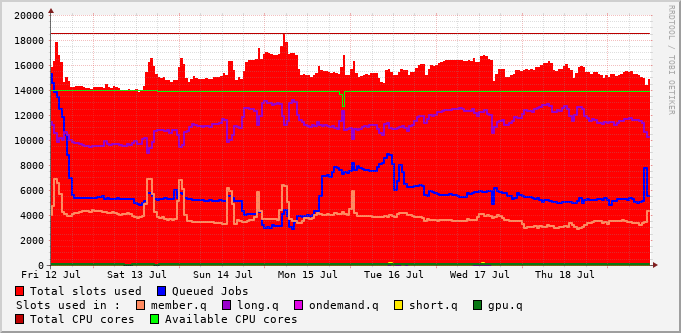 RRDTOOL / TOBI OETIKER
20000
18000
16000
14000
12000
10000
8000
6000
4000
2000
0
Fri 12 Jul Sat 13 Jul Sun 14 Jul Mon 15 Jul Tue 16 Jul Wed 17 Jul Thu 18 Jul
Total slots used Queued Jobs
Slots used in : member.q long.q ondemand.q short.q gpu.q
Total CPU cores Available CPU cores